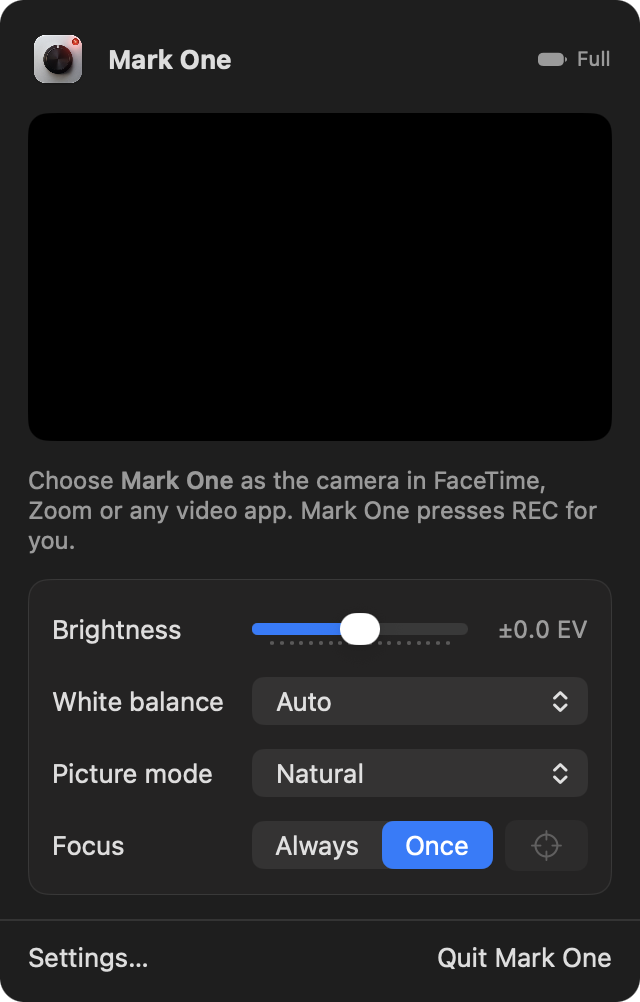 Mark One
Full
Choose Mark One as the camera in FaceTime,
Zoom or any video app. Mark One presses REC for
you.
Brightness
±0.0 EV
White balance
Auto
Picture mode
Natural
Focus
Always
Once
Settings...
Quit Mark One